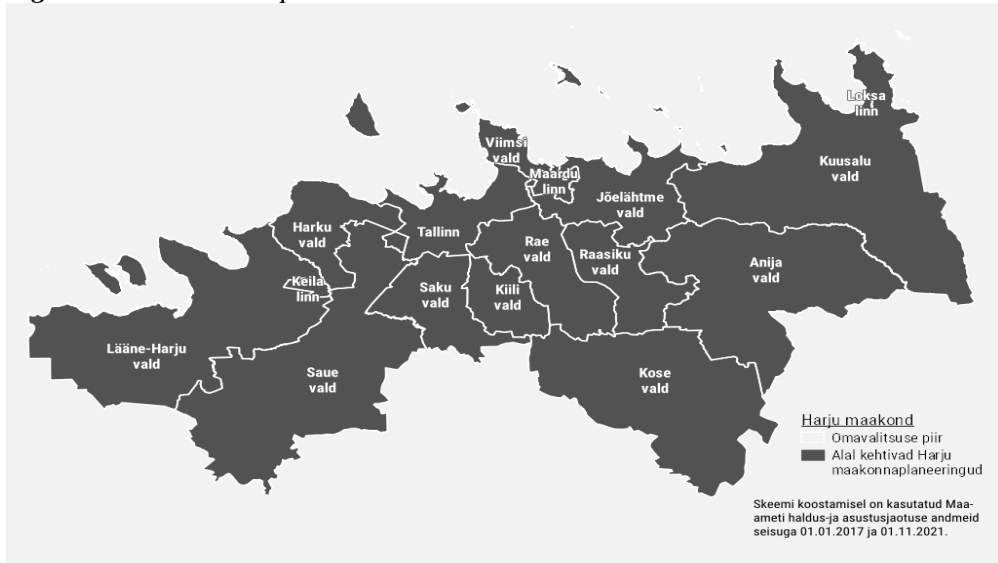 Loksa
linn
Viimsi
vald
Maardu
linn
Kuusalu
vald
Jõelähtme
vald
Harku
vald
Tallinn
Rae
vald
Raasiku
vald
Anija
vald
Keila
linn
Saku
vald
Kiili
vald
Lääne-Harju
vald
Saue
vald
Kose
vald
Harju maakond
Omavalitsuse piir
Alal kehtivad Harju
maakonnaplaneeringud
Skeemi koostamisel on kasutatud Maa-
ameti haldus-ja asustusjaotuse andmeid
seisuga 01.01.2017 ja 01.11.2021.